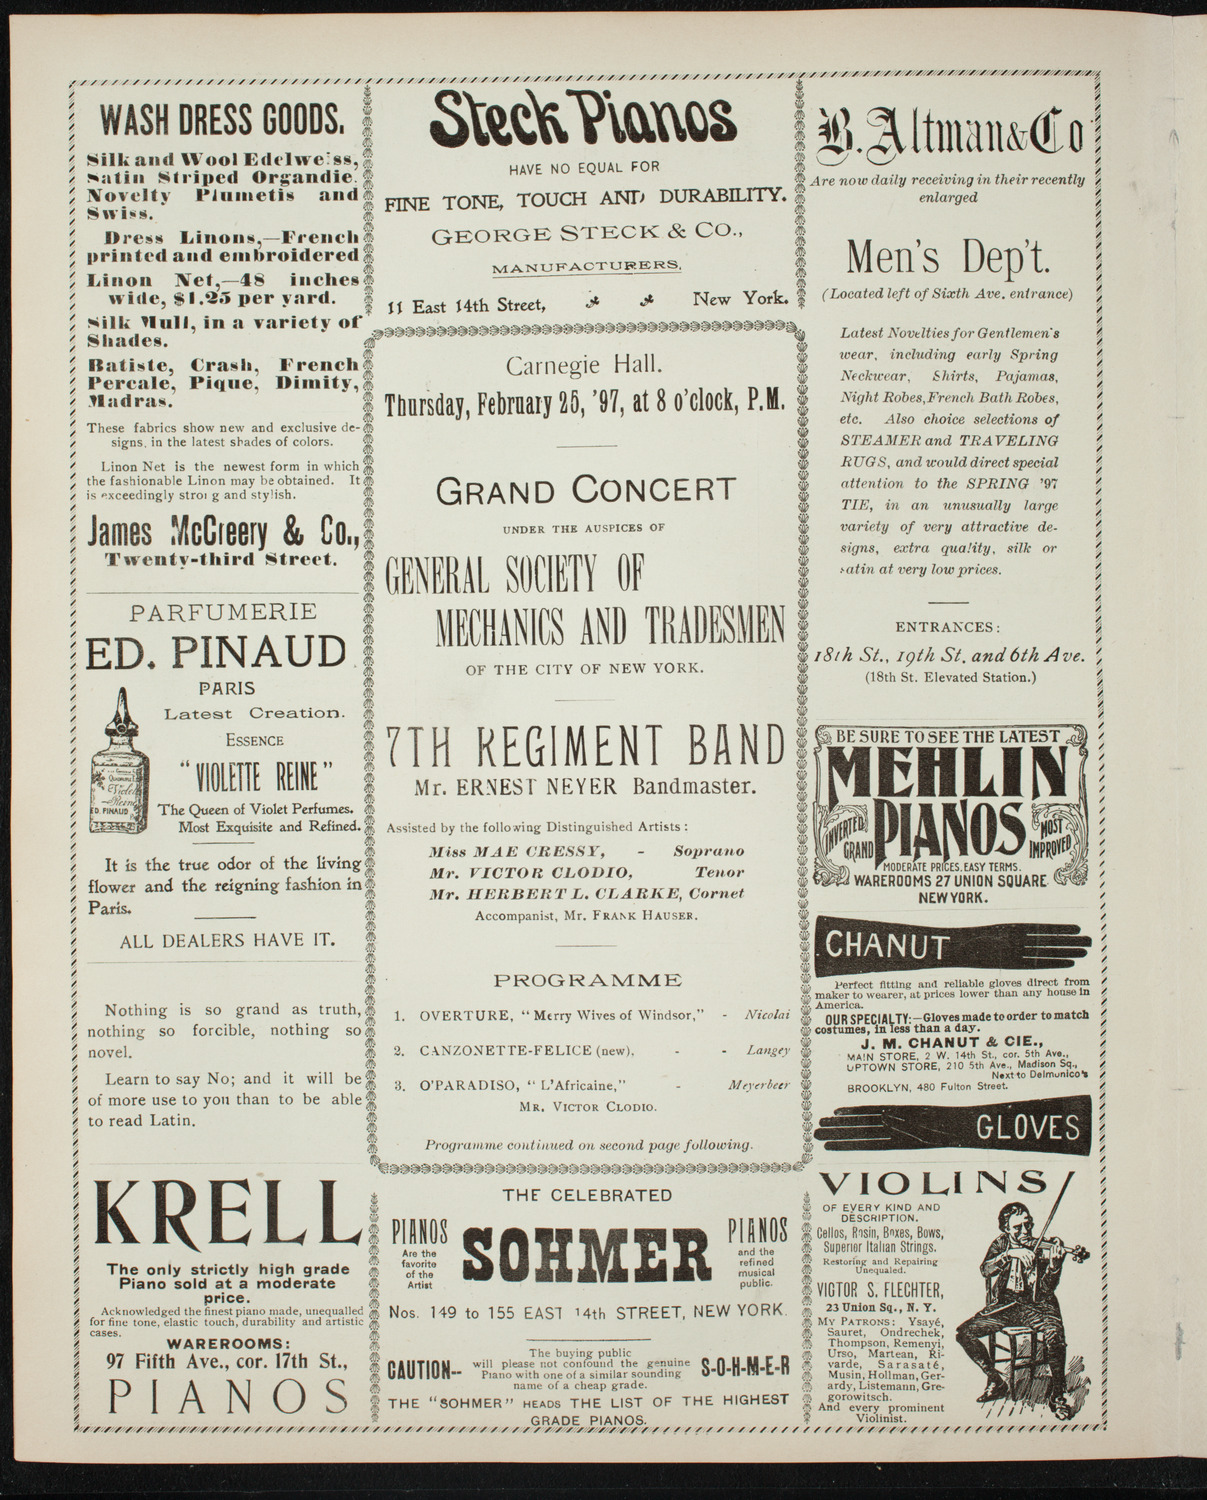 WASH DRESS GOODS.
Silk and Wool Edelweiss,
Satin Striped Organdie.
Novelty Plumetis and
Swiss.
Dress Linons,—French
printed and embroidered
Linon Net,—48 inches
wide, $1.25 per yard.
Silk Mull, in a variety of
Shades.
Batiste, Crash, French
Percale, Pique, Dimity,
Madras.
These fabrics show new and exclusive de-
signs, in the latest shades of colors.
Linon Net is the newest form in which
the fashionable Linon may be obtained. It
is exceedingly strong and stylish.
James McCreery & Co.,
Twenty-third Street.
PARFUMERIE
ED. PINAUD
PARIS
Latest Creation.
ESSENCE
"VIOLETTE REINE"
The Queen of Violet Perfumes.
Most Exquisite and Refined.
Violette
Reine
ED. PINAUD
It is the true odor of the living
flower and the reigning fashion in
Paris.
ALL DEALERS HAVE IT.
Nothing is so grand as truth,
nothing so forcible, nothing so
novel.
Learn to say No; and it will be
of more use to you than to be able
to read Latin.
KRELL
The only strictly high grade
Piano sold at a moderate
price.
Acknowledged the finest piano made, unequalled
for fine tone, elastic touch, durability and artistic
cases.
WAREROOMS:
97 Fifth Ave., cor. 17th St.,
PIANOS
Steck Pianos
HAVE NO EQUAL FOR
FINE TONE, TOUCH AND DURABILITY.
GEORGE STECK & CO.,
MANUFACTURERS,
11 East 14th Street, New York.
Carnegie Hall.
Thursday, February 25, '97, at 8 o'clock, P.M.
GRAND CONCERT
UNDER THE AUSPICES OF
GENERAL SOCIETY OF
MECHANICS AND TRADESMEN
OF THE CITY OF NEW YORK.
7TH REGIMENT BAND
Mr. ERNEST NEYER Bandmaster.
Assisted by the following Distinguished Artists:
Miss MAE CRESSY, - Soprano
Mr. VICTOR CLODIO, Tenor
Mr. HERBERT L. CLARKE, Cornet
Accompanist, Mr. FRANK HAUSER.
PROGRAMME
1. OVERTURE, "Merry Wives of Windsor," - Nicolai
2. CANZONETTE-FELICE (new), - - Langey
3. O'PARADISO, "L'Africaine," - Meyerbeer
MR. VICTOR CLODIO.
Programme continued on second page following.
THE CELEBRATED
PIANOS
Are the
favorite
of the
Artist
SOHMER
PIANOS
and the
refined
musical
public.
Nos. 149 to 155 EAST 14th STREET, NEW YORK.
CAUTION--
The buying public
will please not confound the genuine
Piano with one of a similar sounding
name of a cheap grade.
S-O-H-M-E-R
THE "SOHMER" HEADS THE LIST OF THE HIGHEST
GRADE PIANOS.
B. Altman & Co
Are now daily receiving in their recently
enlarged
Men's Dep't.
(Located left of Sixth Ave. entrance)
Latest Novelties for Gentlemen's
wear, including early Spring
Neckwear, Shirts, Pajamas,
Night Robes, French Bath Robes,
etc. Also choice selections of
STEAMER and TRAVELING
RUGS, and would direct special
attention to the SPRING '97
TIE, in an unusually large
variety of very attractive de-
signs, extra quality, silk or
satin at very low prices.
ENTRANCES:
18th St., 19th St. and 6th Ave.
(18th St. Elevated Station.)
BE SURE TO SEE THE LATEST
MEHLIN
PIANOS
INVERTED
GRAND
MOST
IMPROVED
MODERATE PRICES. EASY TERMS.
WAREROOMS 27 UNION SQUARE
NEW YORK.
CHANUT
Perfect fitting and reliable gloves direct from
maker to wearer, at prices lower than any house in
America.
OUR SPECIALTY:—Gloves made to order to match
costumes, in less than a day.
J. M. CHANUT & CIE.,
MAIN STORE, 2 W. 14th St., cor. 5th Ave.,
UPTOWN STORE, 210 5th Ave., Madison Sq.,
Next to Delmonico's
BROOKLYN, 480 Fulton Street.
GLOVES
VIOLINS
OF EVERY KIND AND
DESCRIPTION.
Cellos, Rosin, Boxes, Bows,
Superior Italian Strings.
Restoring and Repairing
Unequaled.
VICTOR S. FLECHTER,
23 Union Sq., N. Y.
MY PATRONS: Ysayé,
Sauret, Ondrechek,
Thompson, Remenyi,
Urso, Martean, Ri-
varde, Sarasaté,
Musin, Hollman, Ger-
ardy, Listemann, Gre-
gorowitsch.
And every prominent
Violinist.